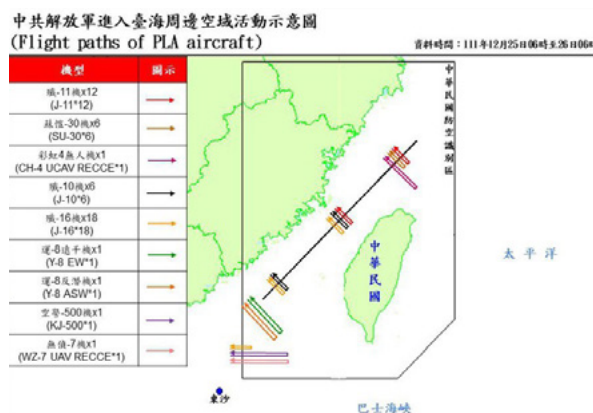 中共解放軍進入臺海周邊空域活動示意圖
(Flight paths of PLA aircraft)
資料時間：111年12月25日06時至26日06時
機型 圖示
殲-11機x12
(J-11*12)
蘇愷-30機x6
(SU-30*6)
彩虹4無人機x1
(CH-4 UCAV RECCE*1)
殲-10機x6
(J-10*6)
殲-16機x18
(J-16*18)
運-8遠干機x1
(Y-8 EW*1)
運-8反潛機x1
(Y-8 ASW*1)
空警-500機x1
(KJ-500*1)
無偵-7機x1
(WZ-7 UAV RECCE*1)
中華民國防空識別區
中華民國
太平洋
東沙
巴士海峽